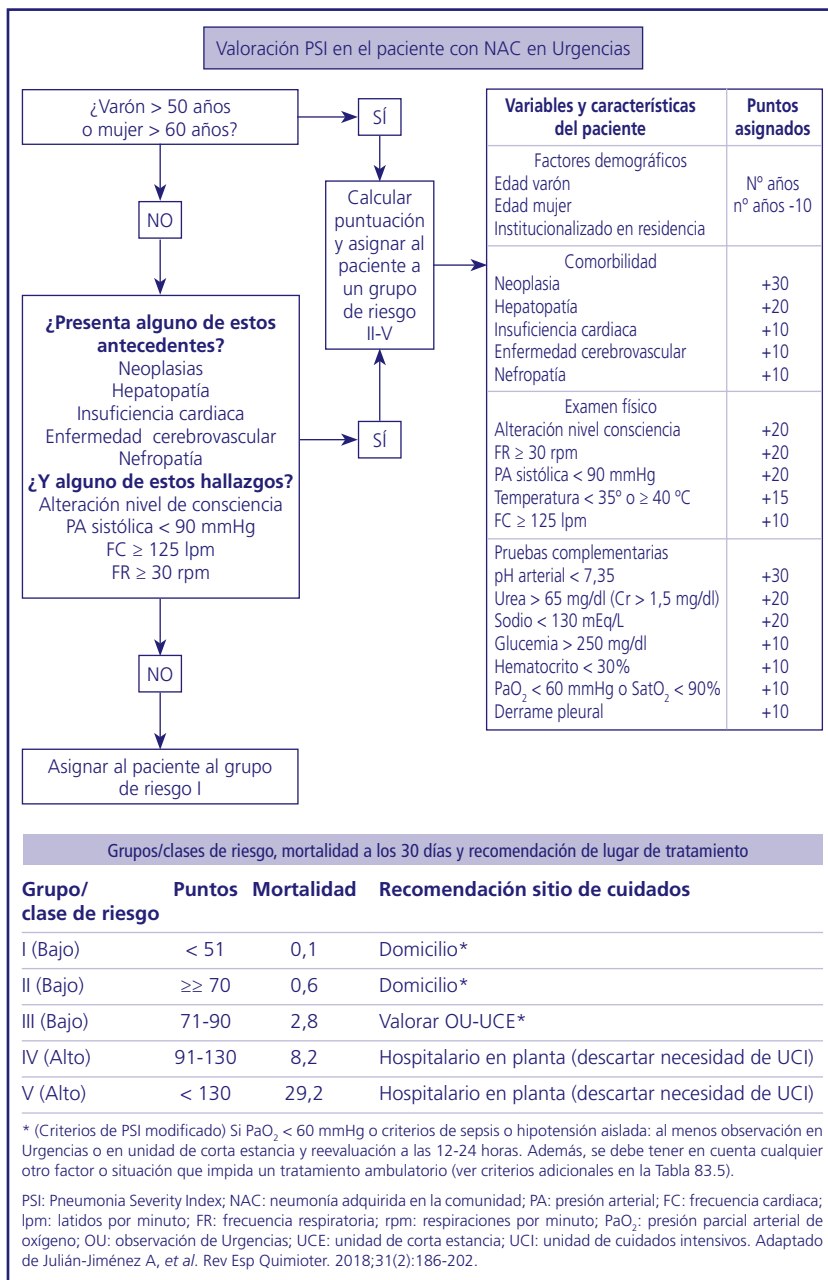 Valoración PSI en el paciente con NAC en Urgencias
¿Varón > 50 años
o mujer > 60 años?
SÍ
NO
Calcular
puntuación
y asignar al
paciente a
un grupo
de riesgo
II-V
¿Presenta alguno de estos
antecedentes?
Neoplasias
Hepatopatía
Insuficiencia cardiaca
Enfermedad cerebrovascular
Nefropatía
¿Y alguno de estos hallazgos?
Alteración nivel de consciencia
PA sistólica < 90 mmHg
FC ≥ 125 lpm
FR ≥ 30 rpm
SÍ
NO
Asignar al paciente al grupo
de riesgo I
Variables y características Puntos
del paciente asignados
Factores demográficos
Edad varón Nº años
Edad mujer nº años -10
Institucionalizado en residencia
Comorbilidad
Neoplasia +30
Hepatopatía +20
Insuficiencia cardiaca +10
Enfermedad cerebrovascular +10
Nefropatía +10
Examen físico
Alteración nivel consciencia +20
FR ≥ 30 rpm +20
PA sistólica < 90 mmHg +20
Temperatura < 35º o ≥ 40 ºC +15
FC ≥ 125 lpm +10
Pruebas complementarias
pH arterial < 7,35 +30
Urea > 65 mg/dl (Cr > 1,5 mg/dl) +20
Sodio < 130 mEq/L +20
Glucemia > 250 mg/dl +10
Hematocrito < 30% +10
PaO2 < 60 mmHg o SatO2 < 90% +10
Derrame pleural +10
Grupos/clases de riesgo, mortalidad a los 30 días y recomendación de lugar de tratamiento
Grupo/ Puntos Mortalidad Recomendación sitio de cuidados
clase de riesgo
I (Bajo) < 51 0,1 Domicilio*
II (Bajo) ≥≥ 70 0,6 Domicilio*
III (Bajo) 71-90 2,8 Valorar OU-UCE*
IV (Alto) 91-130 8,2 Hospitalario en planta (descartar necesidad de UCI)
V (Alto) < 130 29,2 Hospitalario en planta (descartar necesidad de UCI)
* (Criterios de PSI modificado) Si PaO2 < 60 mmHg o criterios de sepsis o hipotensión aislada: al menos observación en
Urgencias o en unidad de corta estancia y reevaluación a las 12-24 horas. Además, se debe tener en cuenta cualquier
otro factor o situación que impida un tratamiento ambulatorio (ver criterios adicionales en la Tabla 83.5).
PSI: Pneumonia Severity Index; NAC: neumonía adquirida en la comunidad; PA: presión arterial; FC: frecuencia cardiaca;
lpm: latidos por minuto; FR: frecuencia respiratoria; rpm: respiraciones por minuto; PaO2: presión parcial arterial de
oxígeno; OU: observación de Urgencias; UCE: unidad de corta estancia; UCI: unidad de cuidados intensivos. Adaptado
de Julián-Jiménez A, et al. Rev Esp Quimioter. 2018;31(2):186-202.